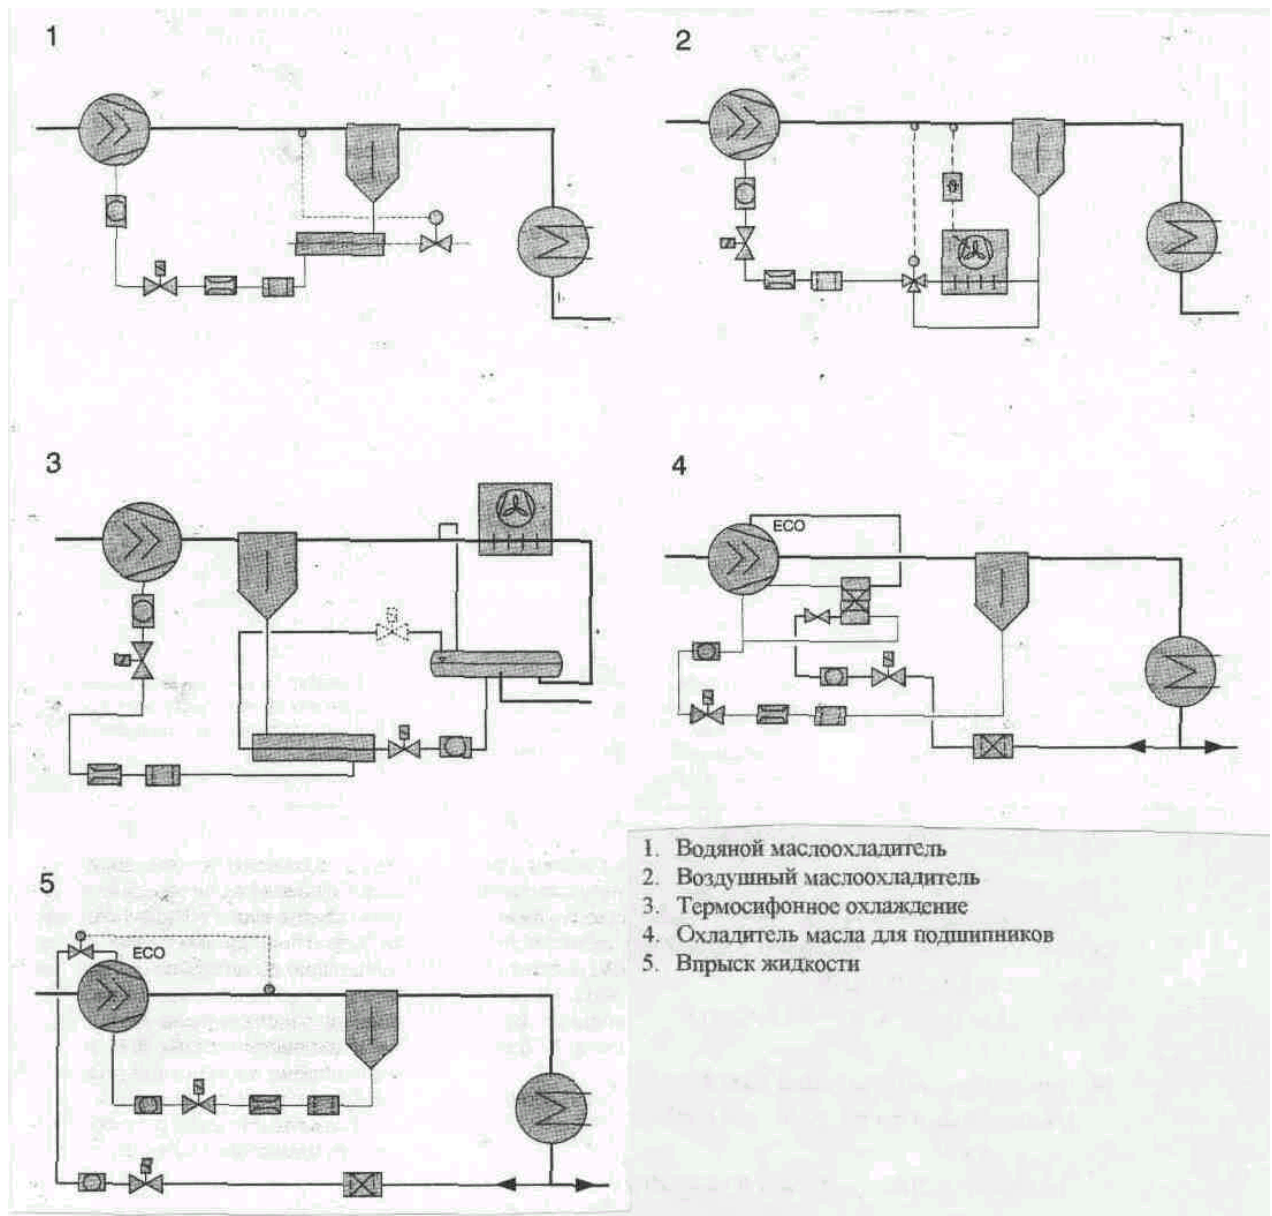 1
2
3
4
ECO
5
ECO
1. Водяной маслоохладитель
2. Воздушный маслоохладитель
3. Термосифонное охлаждение
4. Охладитель масла для подшипников
5. Впрыск жидкости